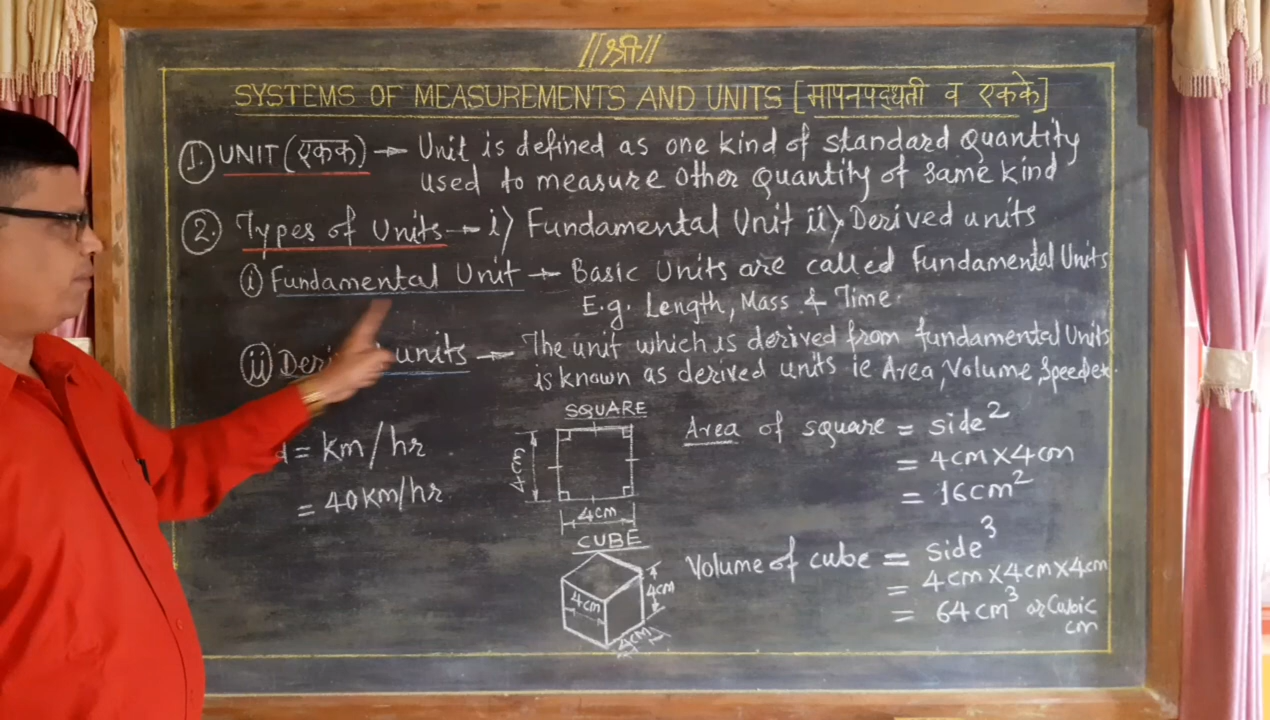 ||श्री||
SYSTEMS OF MEASUREMENTS AND UNITS [मापनपद्धती व एकके]
1. UNIT (एकक) → Unit is defined as one kind of standard quantity
used to measure other quantity of same kind
2. Types of Units → i) Fundamental Unit ii) Derived units
i) Fundamental Unit → Basic Units are called Fundamental Units
E.g. Length, Mass & Time.
ii) units → The unit which is derived from fundamental Units
is known as derived units ie Area, Volume, Speed etc.
= km/hr
= 40 km/hr.
SQUARE
4cm
4cm
Area of square = side²
= 4cm x 4cm
= 16cm²
CUBE
4cm
4cm
4cm
Volume of cube = side³
= 4cm x 4cm x 4cm
= 64 cm³ or Cubic
cm